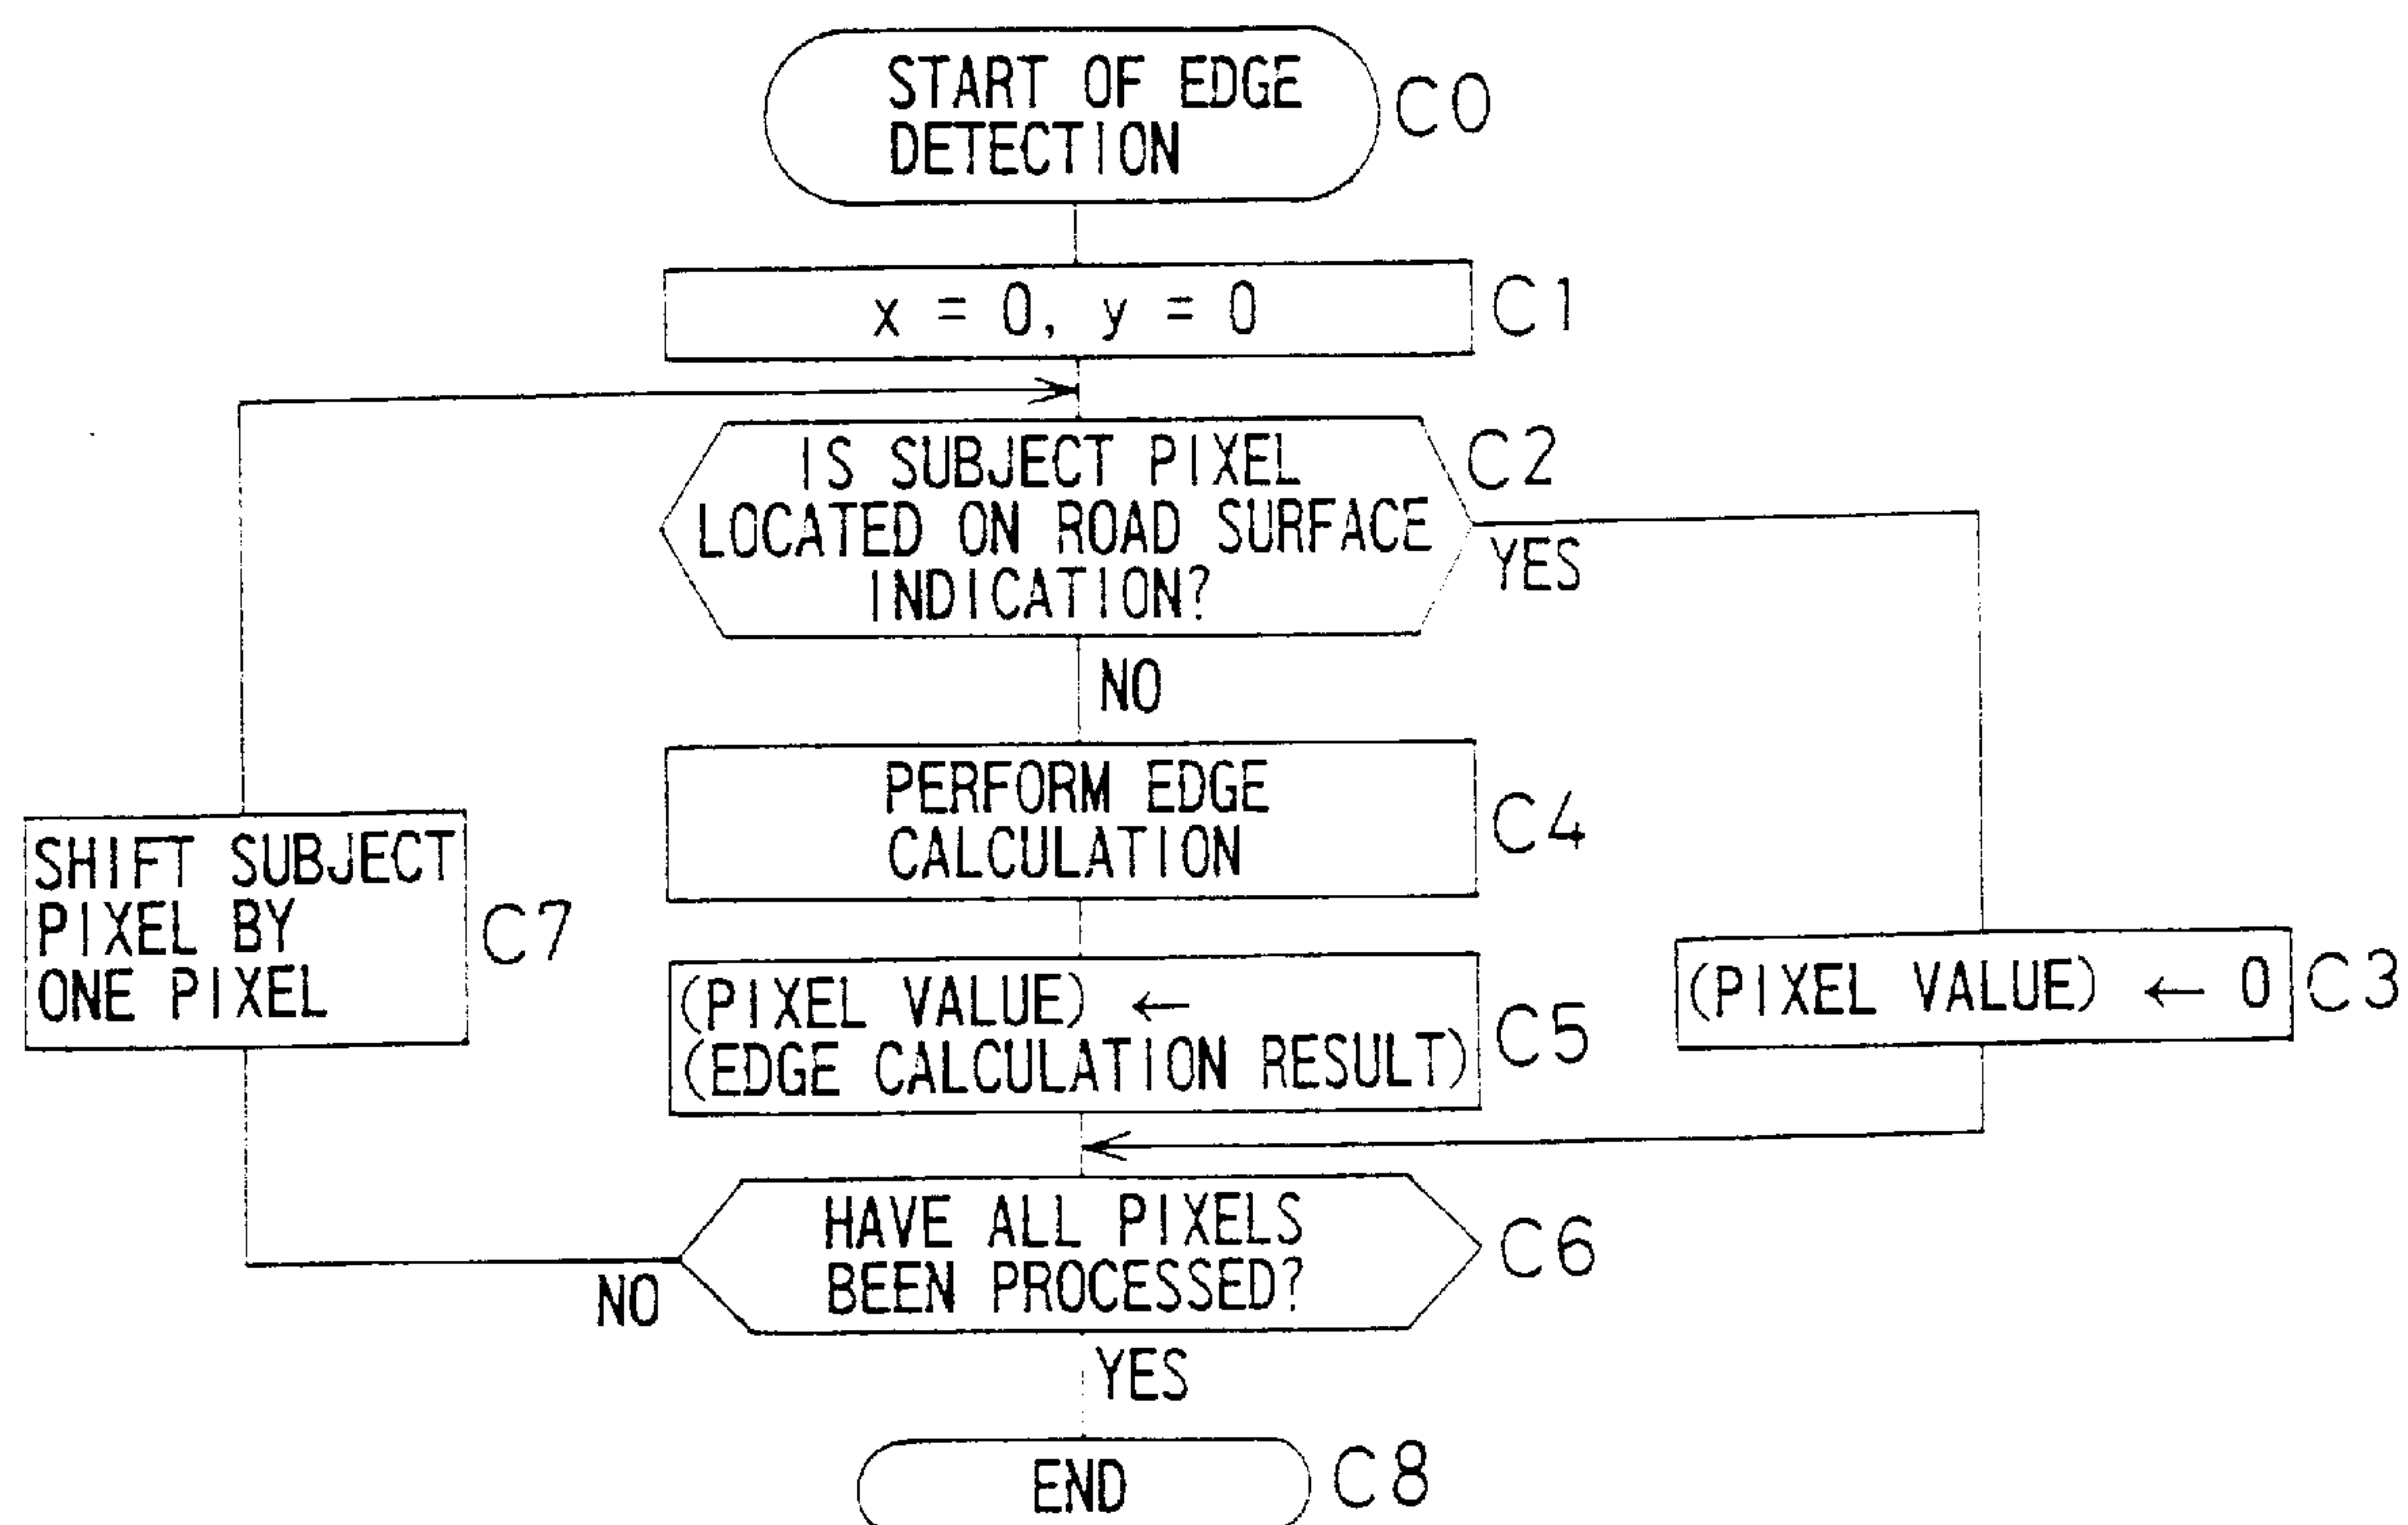 START OF EDGE
DETECTION
C0
x = 0, y = 0
C1
IS SUBJECT PIXEL
LOCATED ON ROAD SURFACE
INDICATION?
C2
YES
NO
PERFORM EDGE
CALCULATION
C4
SHIFT SUBJECT
PIXEL BY
ONE PIXEL
C7
(PIXEL VALUE) ←
(EDGE CALCULATION RESULT)
C5
(PIXEL VALUE) ← 0
C3
HAVE ALL PIXELS
BEEN PROCESSED?
C6
NO
YES
END
C8